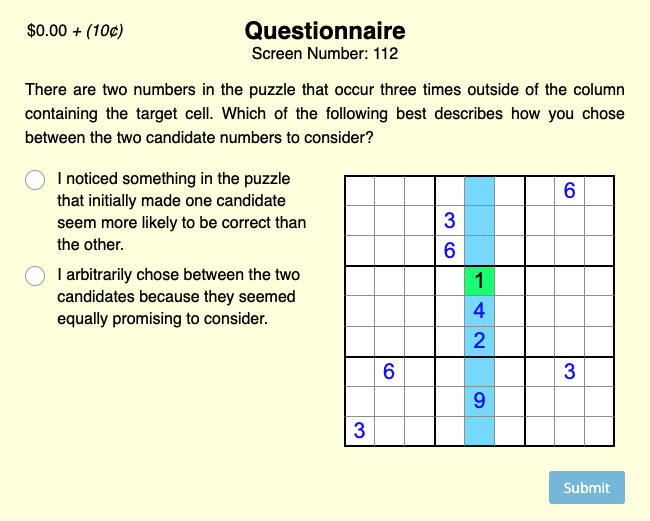 $0.00 + (10¢)
Questionnaire
Screen Number: 112
There are two numbers in the puzzle that occur three times outside of the column
containing the target cell. Which of the following best describes how you chose
between the two candidate numbers to consider?
I noticed something in the puzzle
that initially made one candidate
seem more likely to be correct than
the other.
I arbitrarily chose between the two
candidates because they seemed
equally promising to consider.
6
3
6
1
4
2
6 3
9
3
Submit